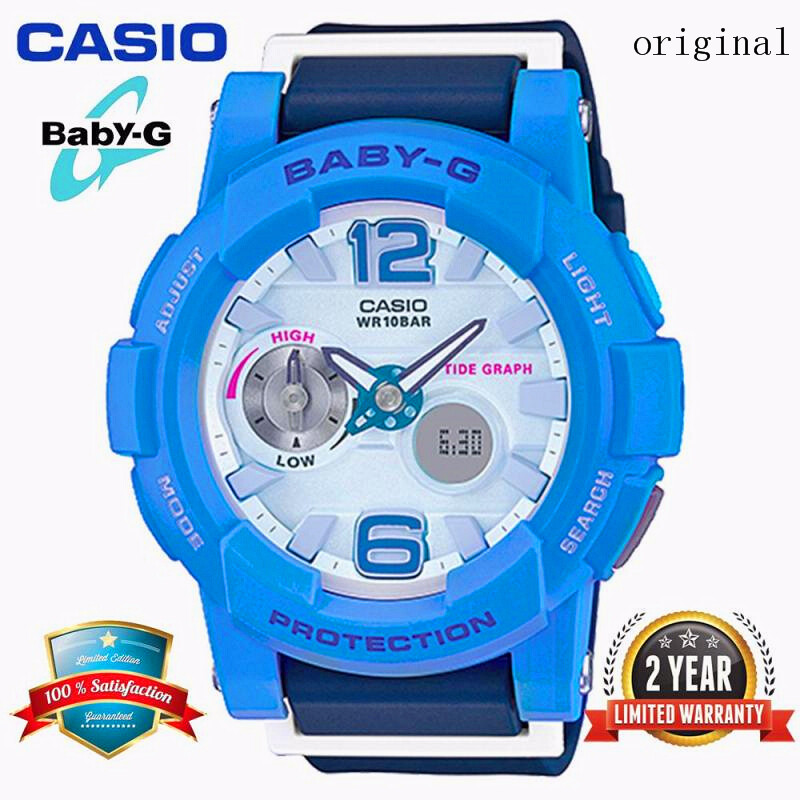 CASIO
original
BABY-G
BABY-G
ADJUST
LIGHT
12
CASIO
WR10BAR
HIGH
TIDE GRAPH
6:30
LOW
MODE
SEARCH
6
PROTECTION
Limited Edition
100 % Satisfaction
Guaranteed
2 YEAR
LIMITED WARRANTY